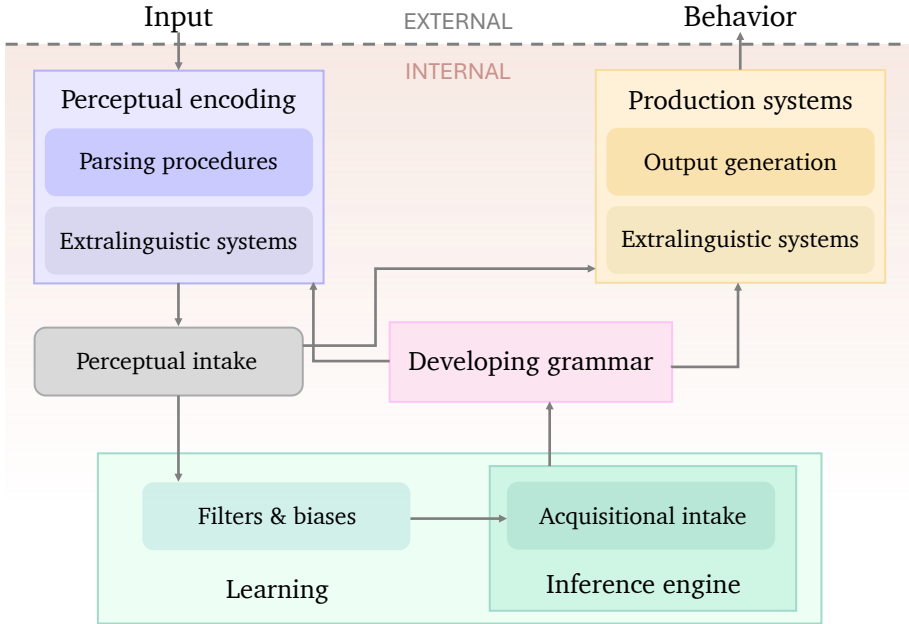 Input
EXTERNAL
Behavior
INTERNAL
Perceptual encoding
Parsing procedures
Extralinguistic systems
Production systems
Output generation
Extralinguistic systems
Perceptual intake
Developing grammar
Filters & biases
Acquisitional intake
Learning
Inference engine